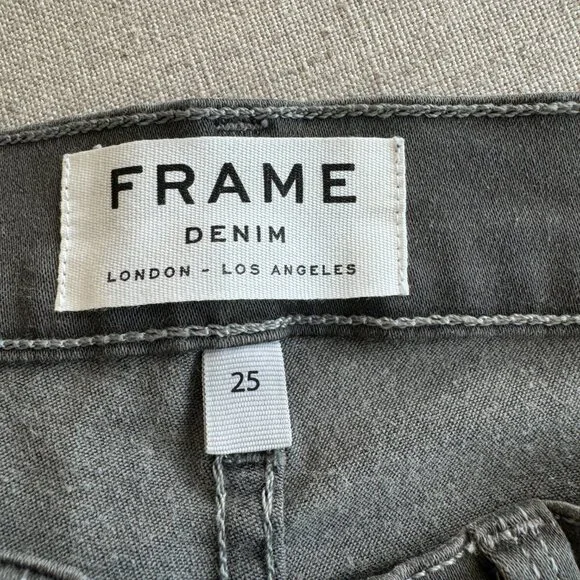 FRAME
DENIM
LONDON - LOS ANGELES
25